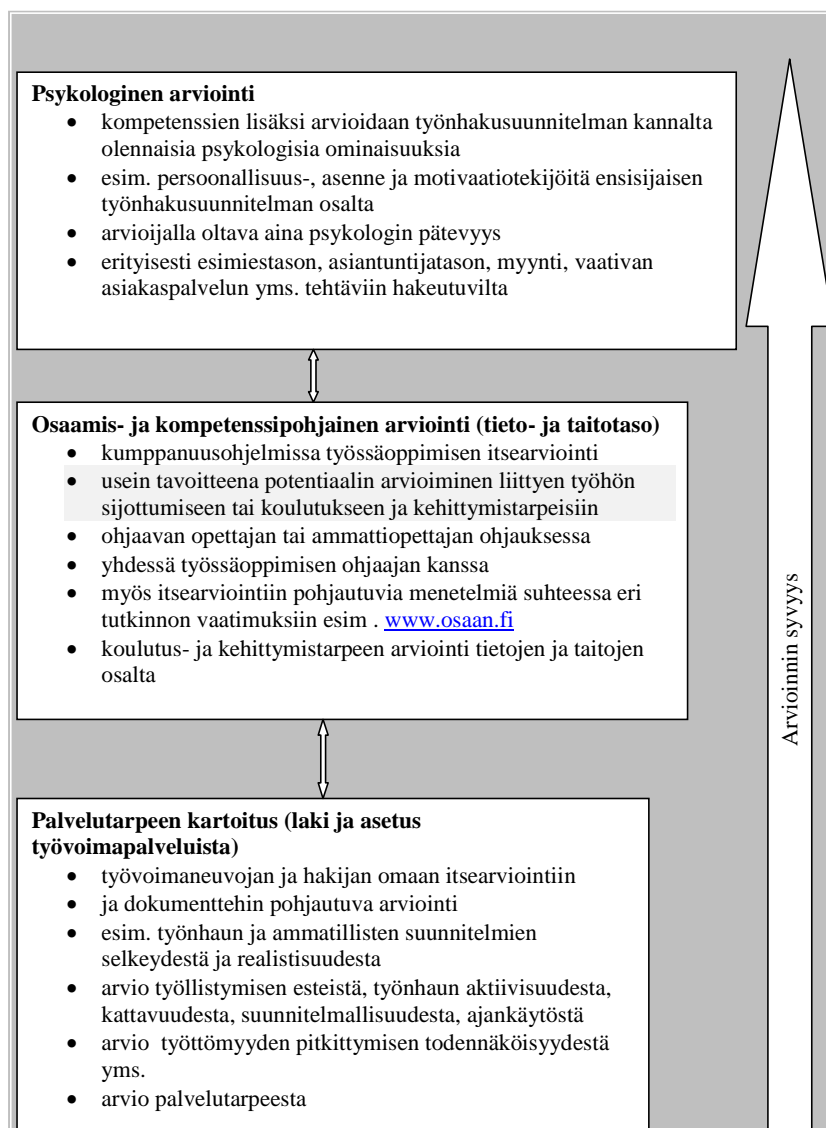 Psykologinen arviointi
• kompetenssien lisäksi arvioidaan työnhakusuunnitelman kannalta
olennaisia psykologisia ominaisuuksia
• esim. persoonallisuus-, asenne ja motivaatiotekijöitä ensisijaisen
työnhakusuunnitelman osalta
• arvioijalla oltava aina psykologin pätevyys
• erityisesti esimiestason, asiantuntijatason, myynti, vaativan
asiakaspalvelun yms. tehtäviin hakeutuvilta
Osaamis- ja kompetenssipohjainen arviointi (tieto- ja taitotaso)
• kumppanuusohjelmissa työssäoppimisen itsearviointi
• usein tavoitteena potentiaalin arvioiminen liittyen työhön
sijottumiseen tai koulutukseen ja kehittymistarpeisiin
• ohjaavan opettajan tai ammattiopettajan ohjauksessa
• yhdessä työssäoppimisen ohjaajan kanssa
• myös itsearviointiin pohjautuvia menetelmiä suhteessa eri
tutkinnon vaatimuksiin esim . www.osaan.fi
• koulutus- ja kehittymistarpeen arviointi tietojen ja taitojen
osalta
Palvelutarpeen kartoitus (laki ja asetus
työvoimapalveluista)
• työvoimaneuvojan ja hakijan omaan itsearviointiin
• ja dokumenttehin pohjautuva arviointi
• esim. työnhaun ja ammatillisten suunnitelmien
selkeydestä ja realistisuudesta
• arvio työllistymisen esteistä, työnhaun aktiivisuudesta,
kattavuudesta, suunnitelmallisuudesta, ajankäytöstä
• arvio työttömyyden pitkittymisen todennäköisyydestä
yms.
• arvio palvelutarpeesta
Arvioinnin syvyys